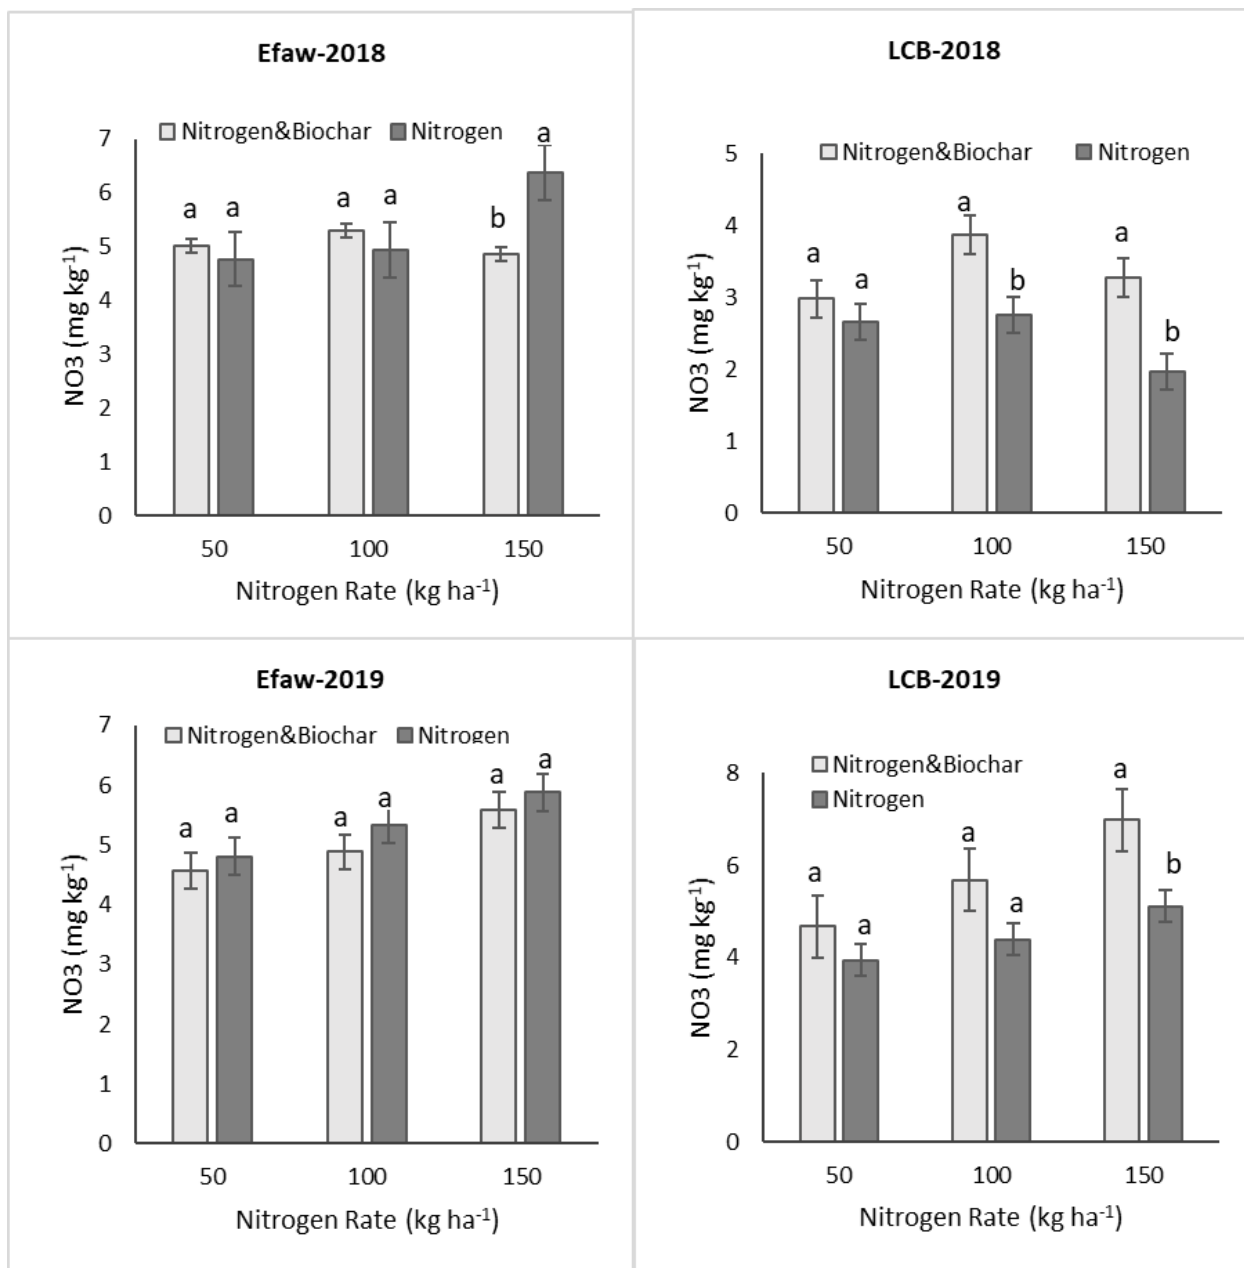 Efaw-2018
Nitrogen&Biochar Nitrogen
7
6
5
4
3
2
1
0
NO3 (mg kg-1)
a a a a b a
50 100 150
Nitrogen Rate (kg ha-1)
LCB-2018
Nitrogen&Biochar Nitrogen
5
4
3
2
1
0
NO3 (mg kg-1)
a a a b a b
50 100 150
Nitrogen Rate (kg ha-1)
Efaw-2019
Nitrogen&Biochar Nitrogen
7
6
5
4
3
2
1
0
NO3 (mg kg-1)
a a a a a a
50 100 150
Nitrogen Rate (kg ha-1)
LCB-2019
Nitrogen&Biochar
Nitrogen
8
6
4
2
0
NO3 (mg kg-1)
a a a a a b
50 100 150
Nitrogen Rate (kg ha-1)